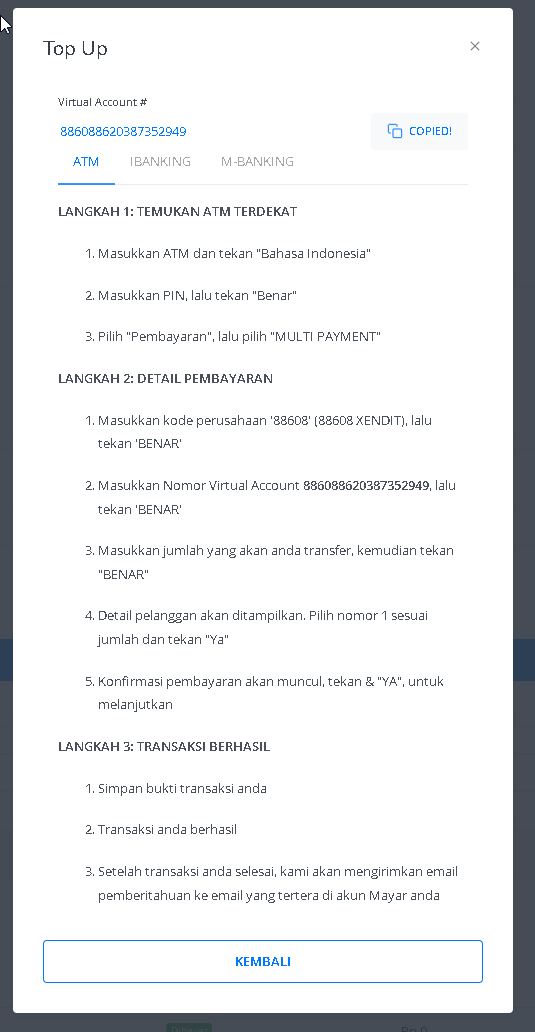 Top Up
×
Virtual Account #
886088620387352949
COPIED!
ATM IBANKING M-BANKING
LANGKAH 1: TEMUKAN ATM TERDEKAT
1. Masukkan ATM dan tekan "Bahasa Indonesia"
2. Masukkan PIN, lalu tekan "Benar"
3. Pilih "Pembayaran", lalu pilih "MULTI PAYMENT"
LANGKAH 2: DETAIL PEMBAYARAN
1. Masukkan kode perusahaan '88608' (88608 XENDIT), lalu
tekan 'BENAR'
2. Masukkan Nomor Virtual Account 886088620387352949, lalu
tekan 'BENAR'
3. Masukkan jumlah yang akan anda transfer, kemudian tekan
"BENAR"
4. Detail pelanggan akan ditampilkan. Pilih nomor 1 sesuai
jumlah dan tekan "Ya"
5. Konfirmasi pembayaran akan muncul, tekan & "YA", untuk
melanjutkan
LANGKAH 3: TRANSAKSI BERHASIL
1. Simpan bukti transaksi anda
2. Transaksi anda berhasil
3. Setelah transaksi anda selesai, kami akan mengirimkan email
pemberitahuan ke email yang tertera di akun Mayar anda
KEMBALI